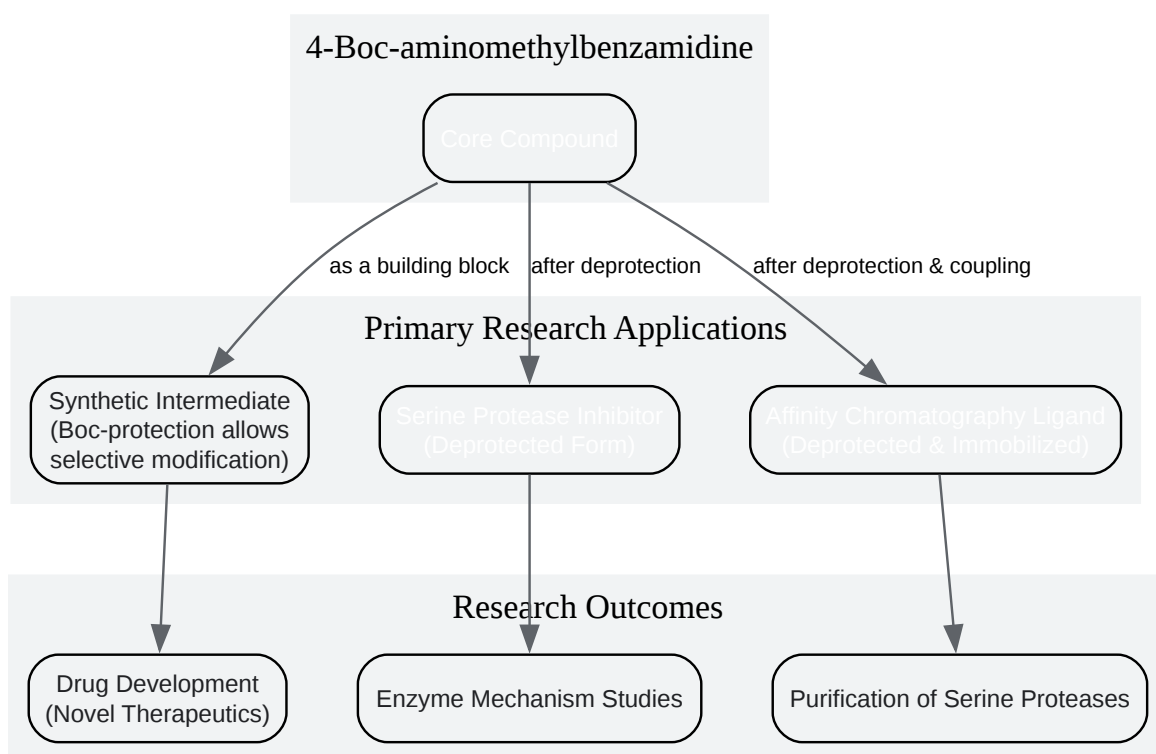 4-Boc-aminomethylbenzamidine
Core Compound
as a building block
after deprotection
after deprotection & coupling
Primary Research Applications
Synthetic Intermediate
(Boc-protection allows
selective modification)
Serine Protease Inhibitor
(Deprotected Form)
Affinity Chromatography Ligand
(Deprotected & Immobilized)
Research Outcomes
Drug Development
(Novel Therapeutics)
Enzyme Mechanism Studies
Purification of Serine Proteases